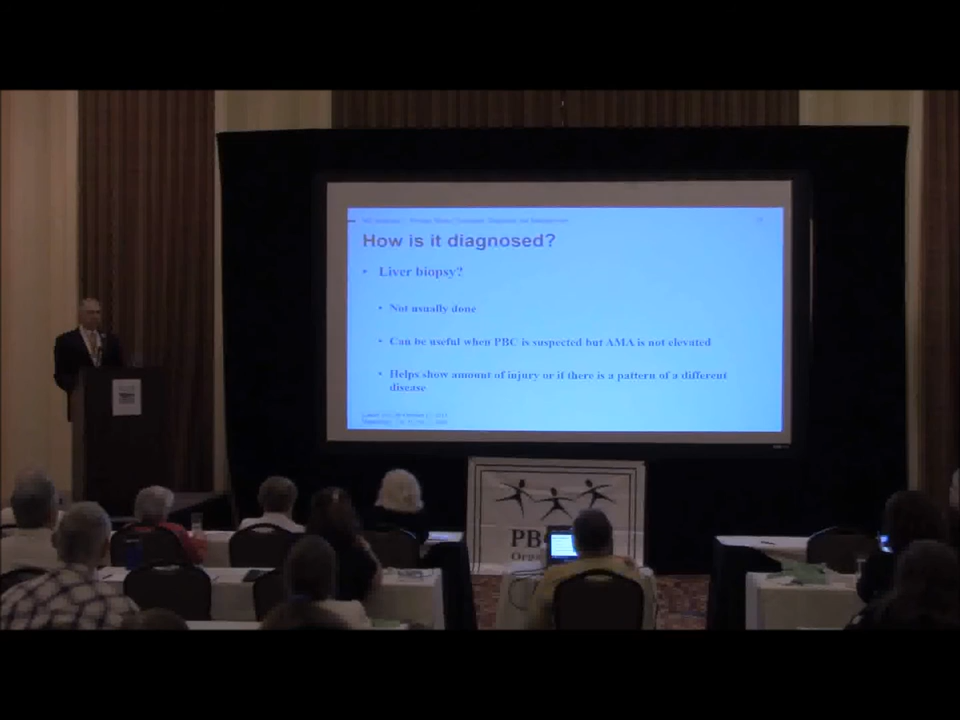 How is it diagnosed?
• Liver biopsy?
• Not usually done
• Can be useful when PBC is suspected but AMA is not elevated
• Helps show amount of injury or if there is a pattern of a different
disease